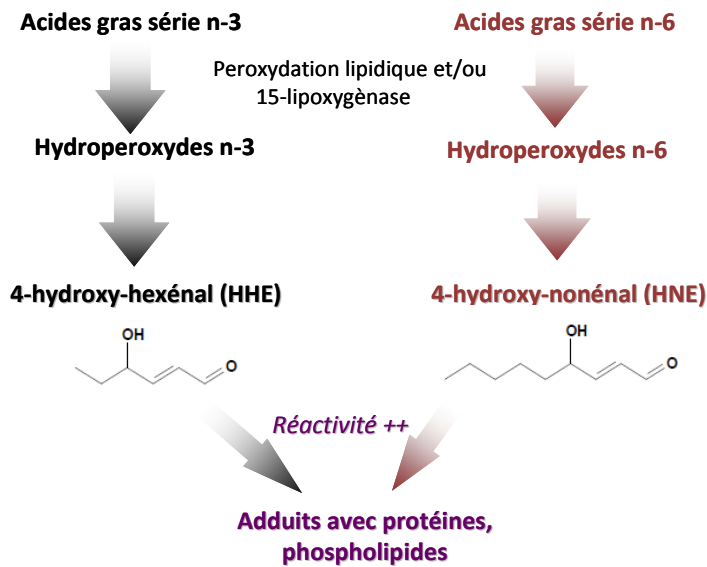 Acides gras série n-3
Acides gras série n-6
Peroxydation lipidique et/ou
15-lipoxygènase
Hydroperoxydes n-3
Hydroperoxydes n-6
4-hydroxy-hexénal (HHE)
4-hydroxy-nonénal (HNE)
OH
O
OH
O
Réactivité ++
Adduits avec protéines,
phospholipides